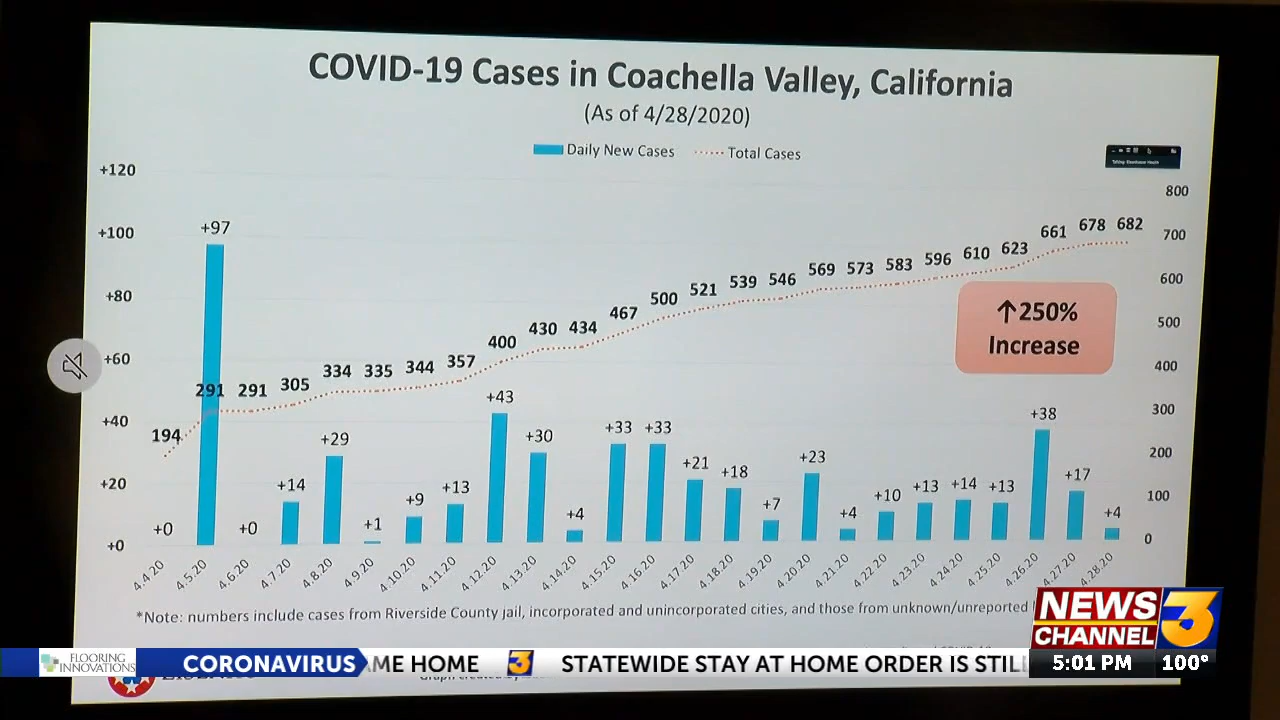 COVID-19 Cases in Coachella Valley, California
(As of 4/28/2020)
Daily New Cases Total Cases
+120
+100
+80
+60
+40
+20
+0
800
700
600
500
400
300
200
100
0
194 291 291 305 334 335 344 357 400 430 434 467 500 521 539 546 569 573 583 596 610 623 661 678 682
↑250%
Increase
+0 +97 +0 +14 +29 +1 +9 +13 +43 +30 +4 +33 +33 +21 +18 +7 +23 +4 +10 +13 +14 +13 +38 +17 +4
4.4.20 4.5.20 4.6.20 4.7.20 4.8.20 4.9.20 4.10.20 4.11.20 4.12.20 4.13.20 4.14.20 4.15.20 4.16.20 4.17.20 4.18.20 4.19.20 4.20.20 4.21.20 4.22.20 4.23.20 4.24.20 4.25.20 4.26.20 4.27.20 4.28.20
*Note: numbers include cases from Riverside County jail, incorporated and unincorporated cities, and those from unknown/unreported
NEWS
CHANNEL 3
FLOORING
INNOVATIONS
CORONAVIRUS AME HOME 3 STATEWIDE STAY AT HOME ORDER IS STIL
5:01 PM 100°